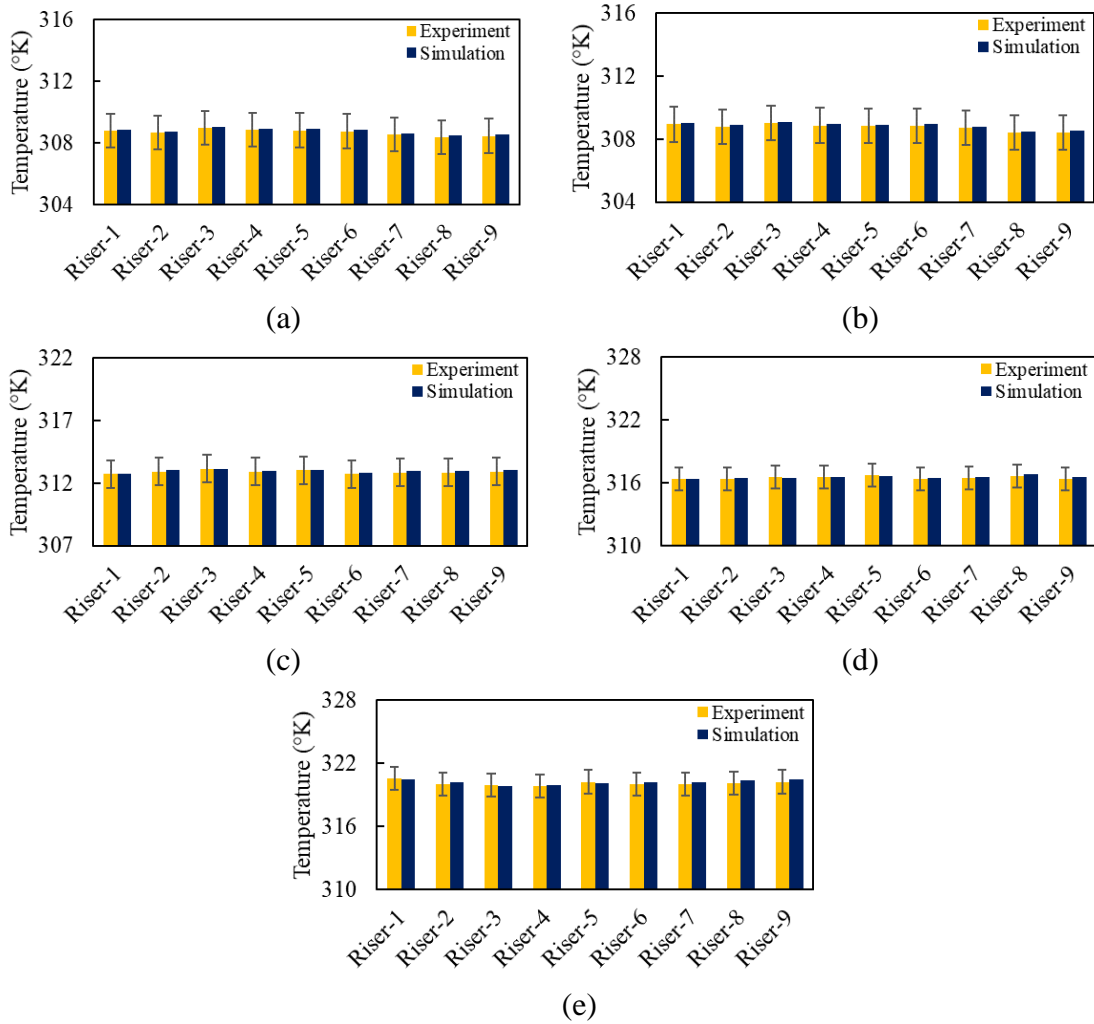 Temperature (°K)
316
312
308
304
Experiment
Simulation
Riser-1
Riser-2
Riser-3
Riser-4
Riser-5
Riser-6
Riser-7
Riser-8
Riser-9
(a)
Temperature (°K)
316
312
308
304
Experiment
Simulation
Riser-1
Riser-2
Riser-3
Riser-4
Riser-5
Riser-6
Riser-7
Riser-8
Riser-9
(b)
Temperature (°K)
322
317
312
307
Experiment
Simulation
Riser-1
Riser-2
Riser-3
Riser-4
Riser-5
Riser-6
Riser-7
Riser-8
Riser-9
(c)
Temperature (°K)
328
322
316
310
Experiment
Simulation
Riser-1
Riser-2
Riser-3
Riser-4
Riser-5
Riser-6
Riser-7
Riser-8
Riser-9
(d)
Temperature (°K)
328
322
316
310
Experiment
Simulation
Riser-1
Riser-2
Riser-3
Riser-4
Riser-5
Riser-6
Riser-7
Riser-8
Riser-9
(e)